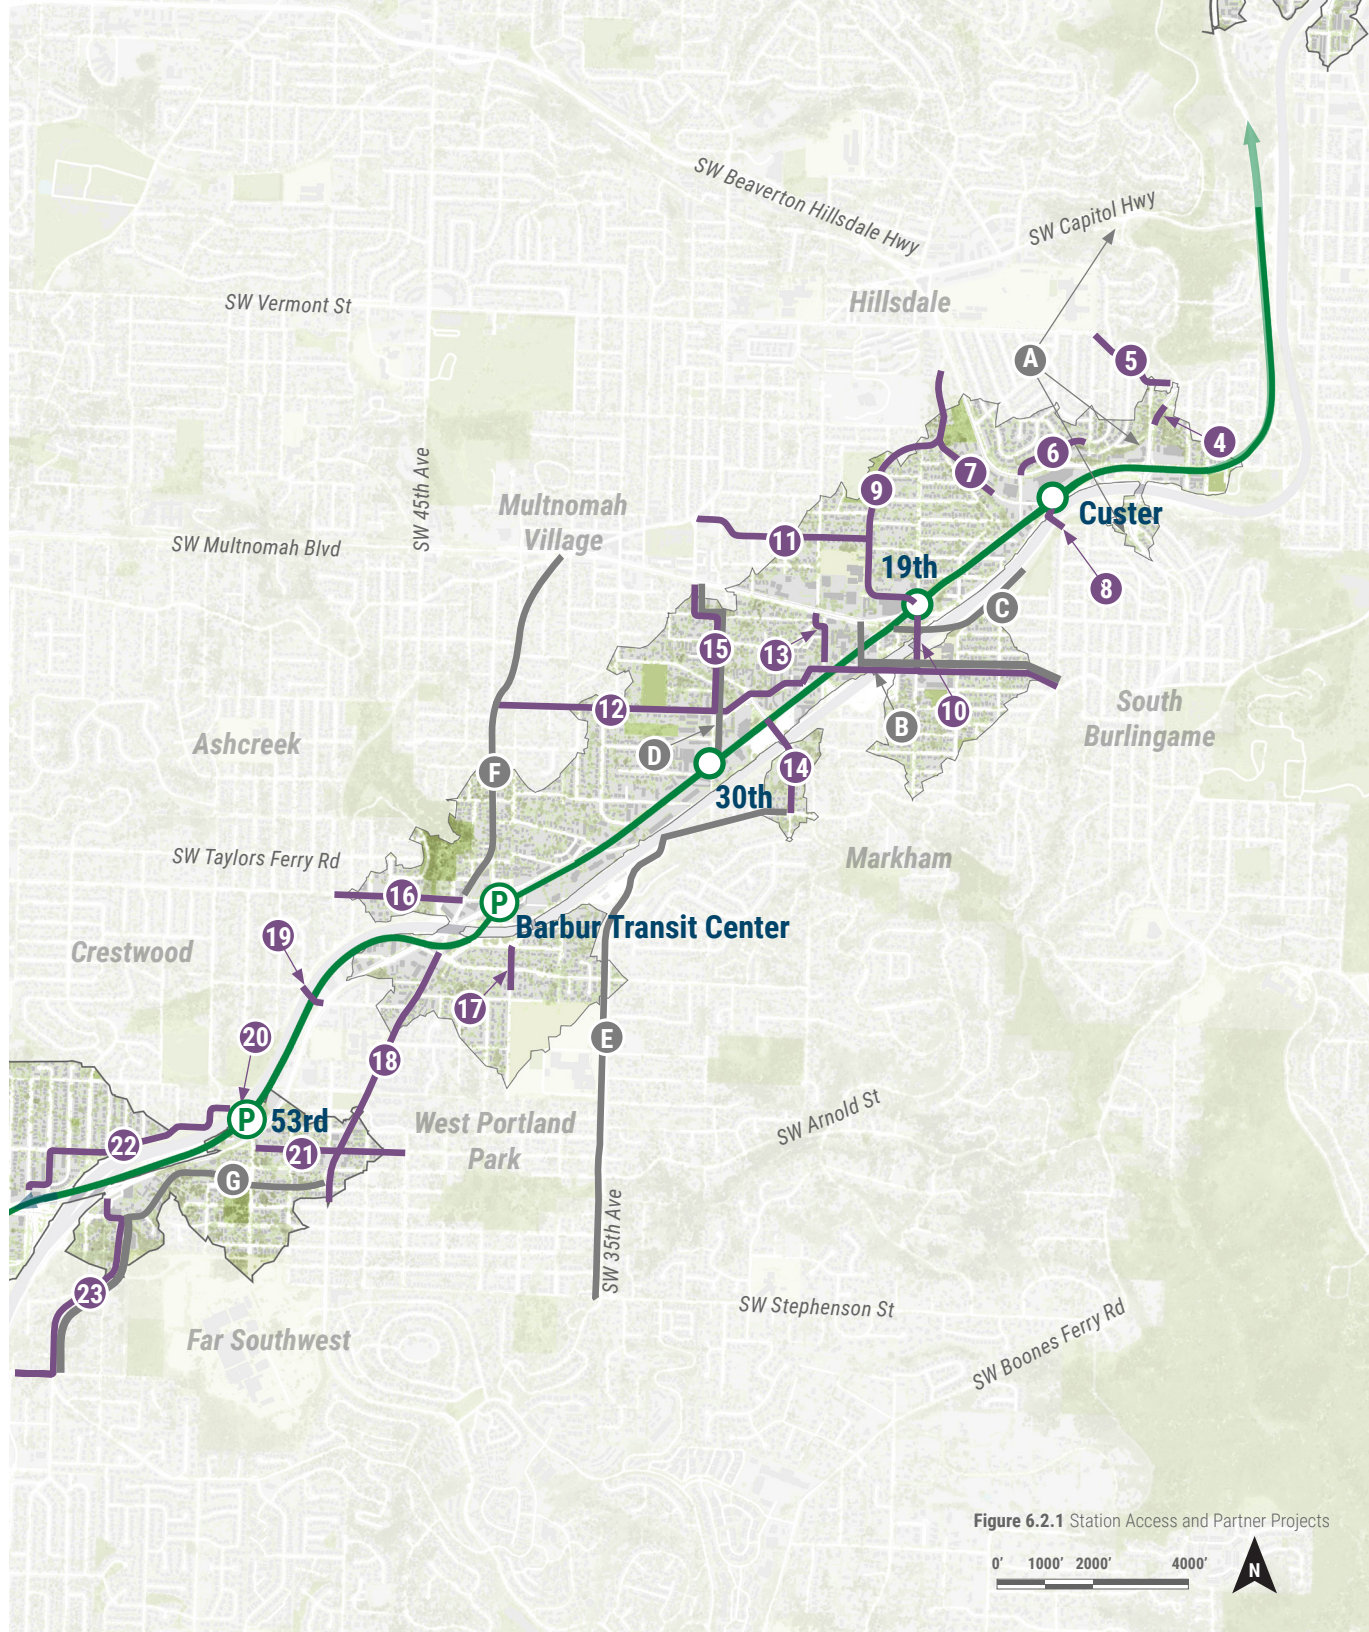 SW Beaverton Hillsdale Hwy
SW Capitol Hwy
SW Vermont St
Hillsdale
A
5
4
6
7
9
SW 45th Ave
Multnomah
Village
Custer
SW Multnomah Blvd
11
19th
8
C
15
13
12
10
B
South
Burlingame
Ashcreek
D
F
14
30th
SW Taylors Ferry Rd
Markham
16
P
Barbur Transit Center
19
Crestwood
17
20
E
18
SW Arnold St
P
53rd
West Portland
Park
22
21
G
SW 35th Ave
23
SW Stephenson St
Far Southwest
SW Boones Ferry Rd
Figure 6.2.1 Station Access and Partner Projects
0’ 1000’ 2000’ 4000’
N